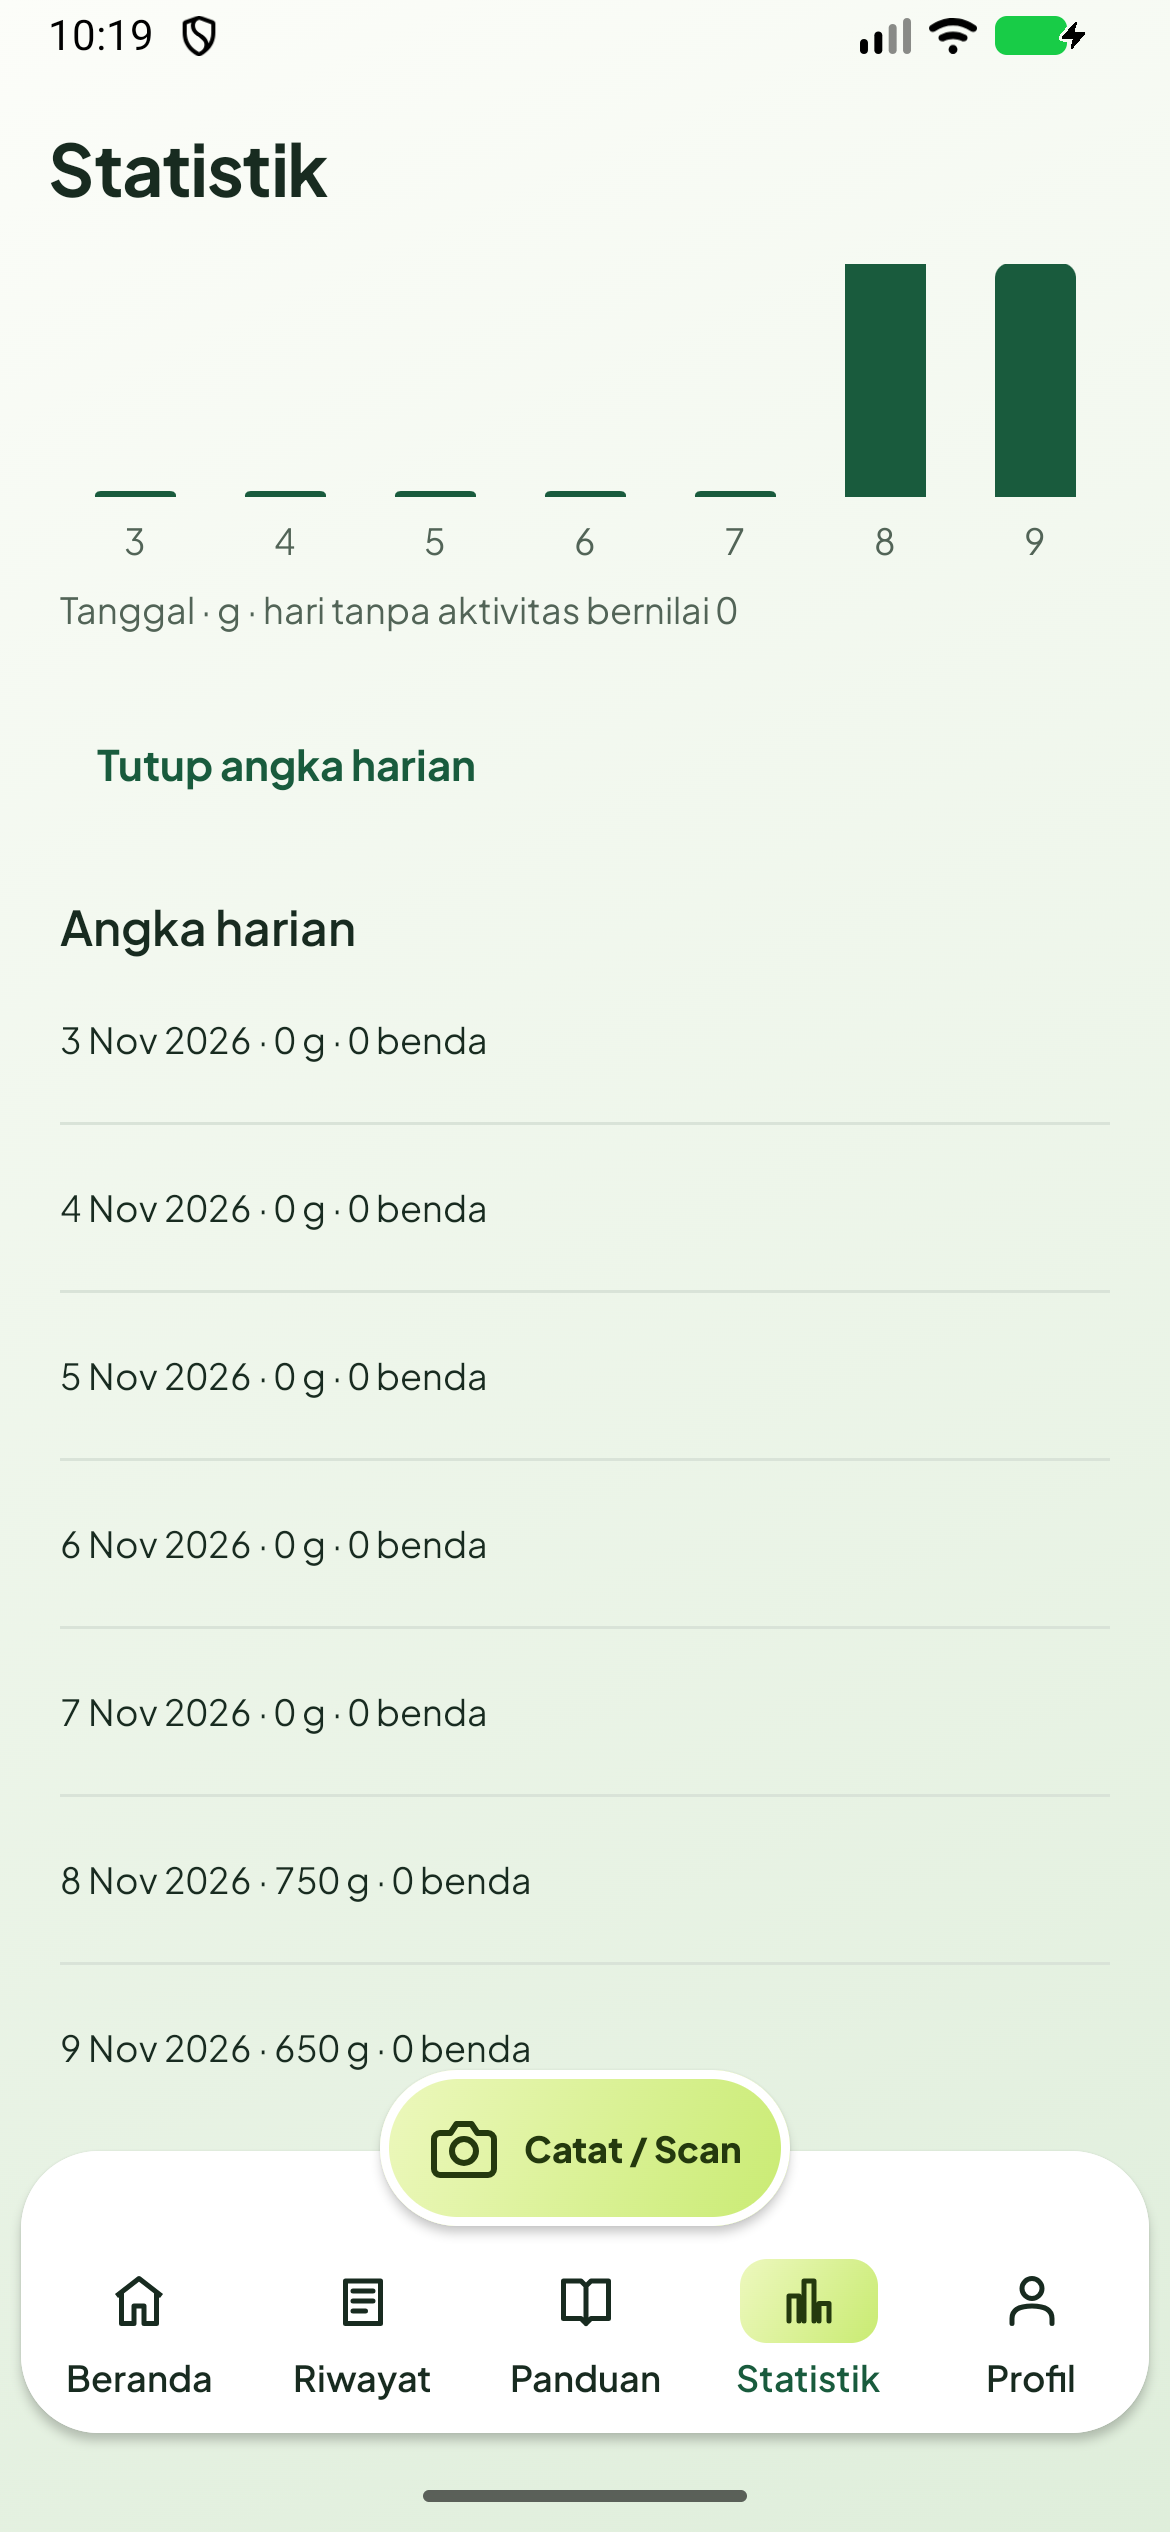 10:19
Statistik
3 4 5 6 7 8 9
Tanggal · g · hari tanpa aktivitas bernilai 0
Tutup angka harian
Angka harian
3 Nov 2026 · 0 g · 0 benda
4 Nov 2026 · 0 g · 0 benda
5 Nov 2026 · 0 g · 0 benda
6 Nov 2026 · 0 g · 0 benda
7 Nov 2026 · 0 g · 0 benda
8 Nov 2026 · 750 g · 0 benda
9 Nov 2026 · 650 g · 0 benda
Catat / Scan
Beranda Riwayat Panduan Statistik Profil